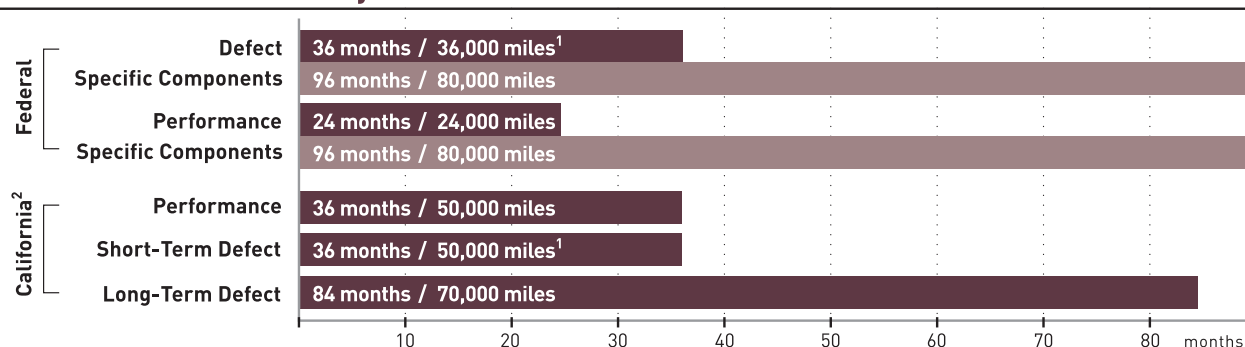 Federal
Defect 36 months / 36,000 miles¹
Specific Components 96 months / 80,000 miles
Performance 24 months / 24,000 miles
Specific Components 96 months / 80,000 miles
California²
Performance 36 months / 50,000 miles
Short-Term Defect 36 months / 50,000 miles¹
Long-Term Defect 84 months / 70,000 miles
10 20 30 40 50 60 70 80 months